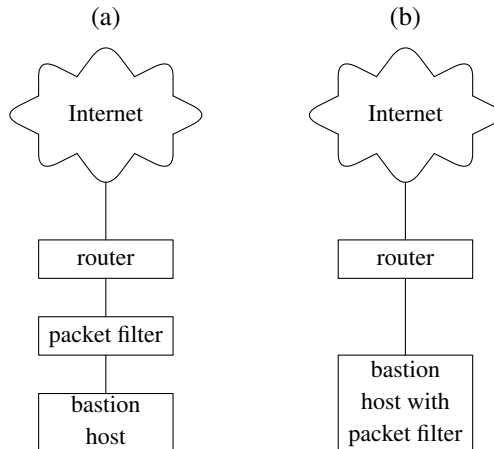 (a)
Internet
router
packet filter
bastion
host
(b)
Internet
router
bastion
host with
packet filter